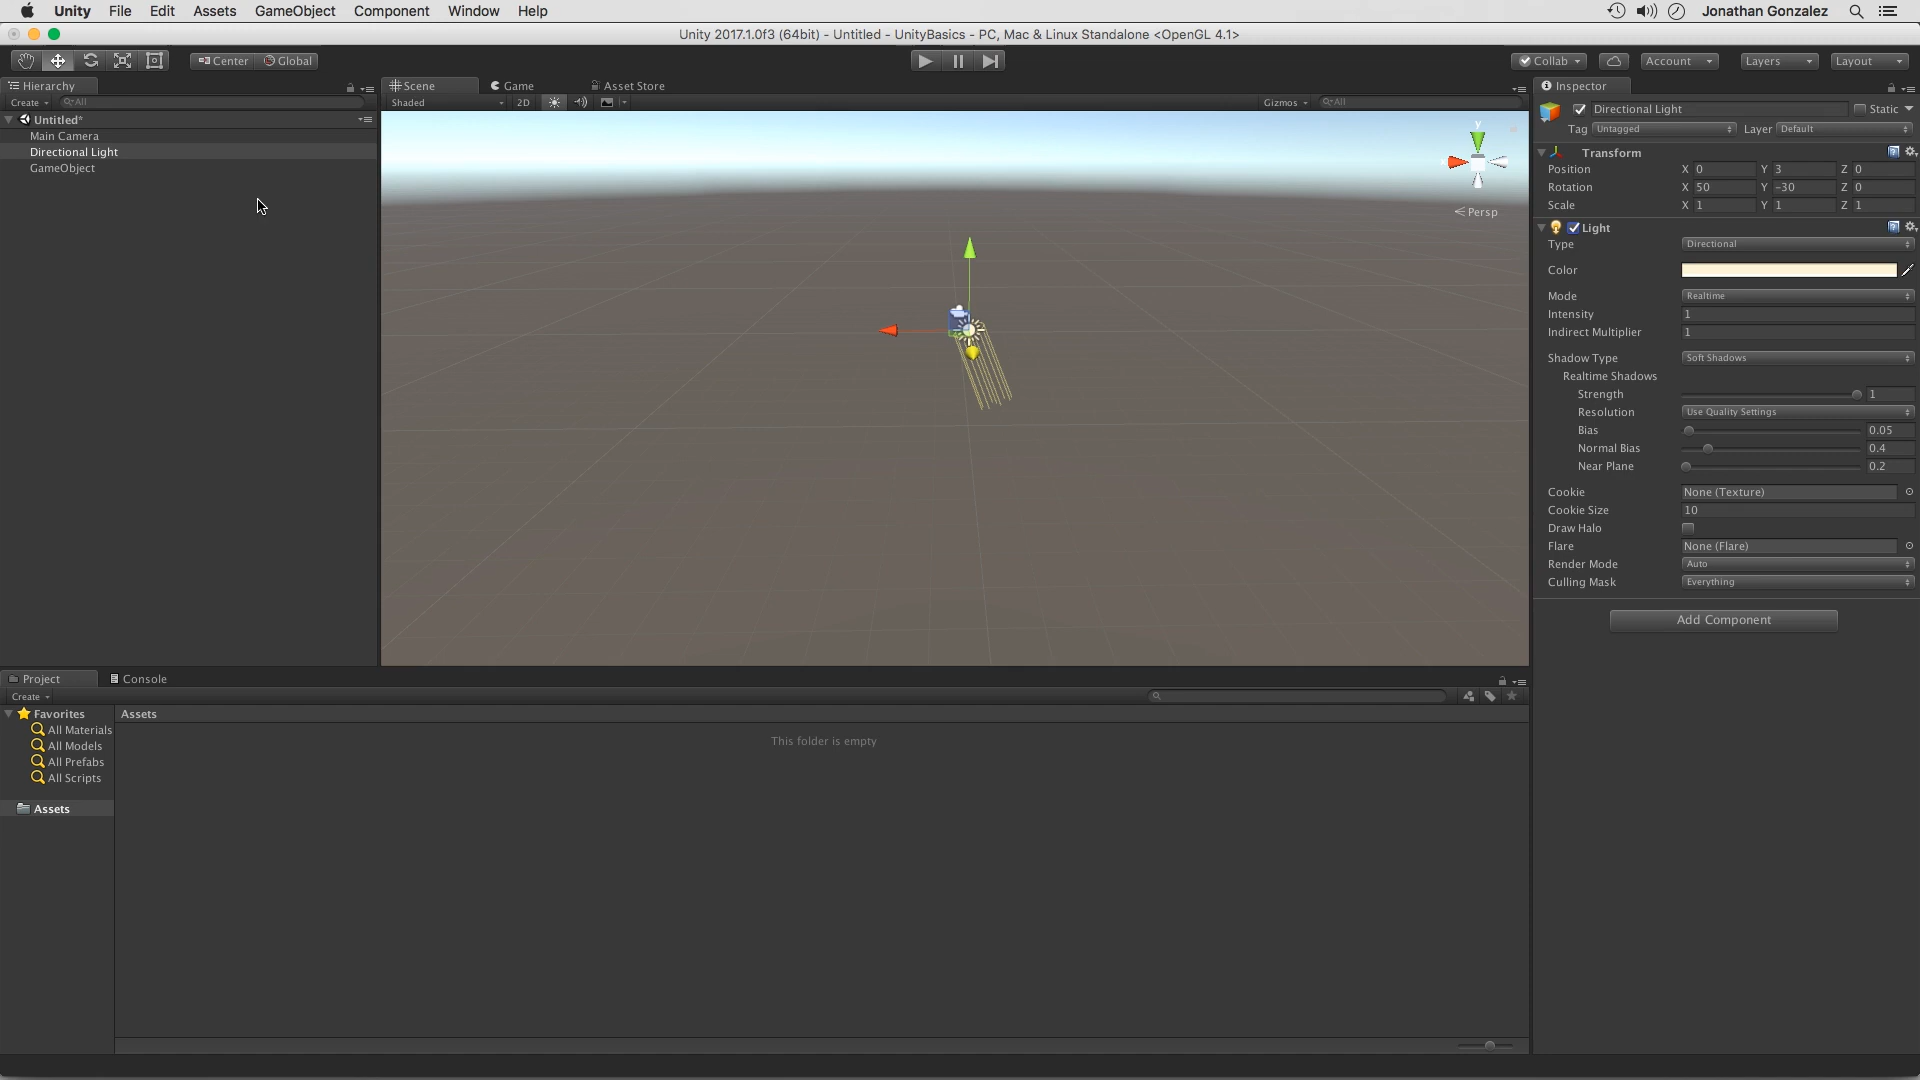 Unity File Edit Assets GameObject Component Window Help Jonathan Gonzalez
Unity 2017.1.0f3 (64bit) - Untitled - UnityBasics - PC, Mac & Linux Standalone <OpenGL 4.1>
Center Global Collab Account Layers Layout
Hierarchy
Create All
Untitled*
Main Camera
Directional Light
GameObject
Scene Game Asset Store
Shaded 2D Gizmos All
y
Persp
Inspector
Directional Light Static
Tag Untagged Layer Default
Transform
Position X 0 Y 3 Z 0
Rotation X 50 Y -30 Z 0
Scale X 1 Y 1 Z 1
Light
Type Directional
Color
Mode Realtime
Intensity 1
Indirect Multiplier 1
Shadow Type Soft Shadows
Realtime Shadows
Strength 1
Resolution Use Quality Settings
Bias 0.05
Normal Bias 0.4
Near Plane 0.2
Cookie None (Texture)
Cookie Size 10
Draw Halo
Flare None (Flare)
Render Mode Auto
Culling Mask Everything
Add Component
Project Console
Create
Favorites
All Materials
All Models
All Prefabs
All Scripts
Assets
Assets
This folder is empty